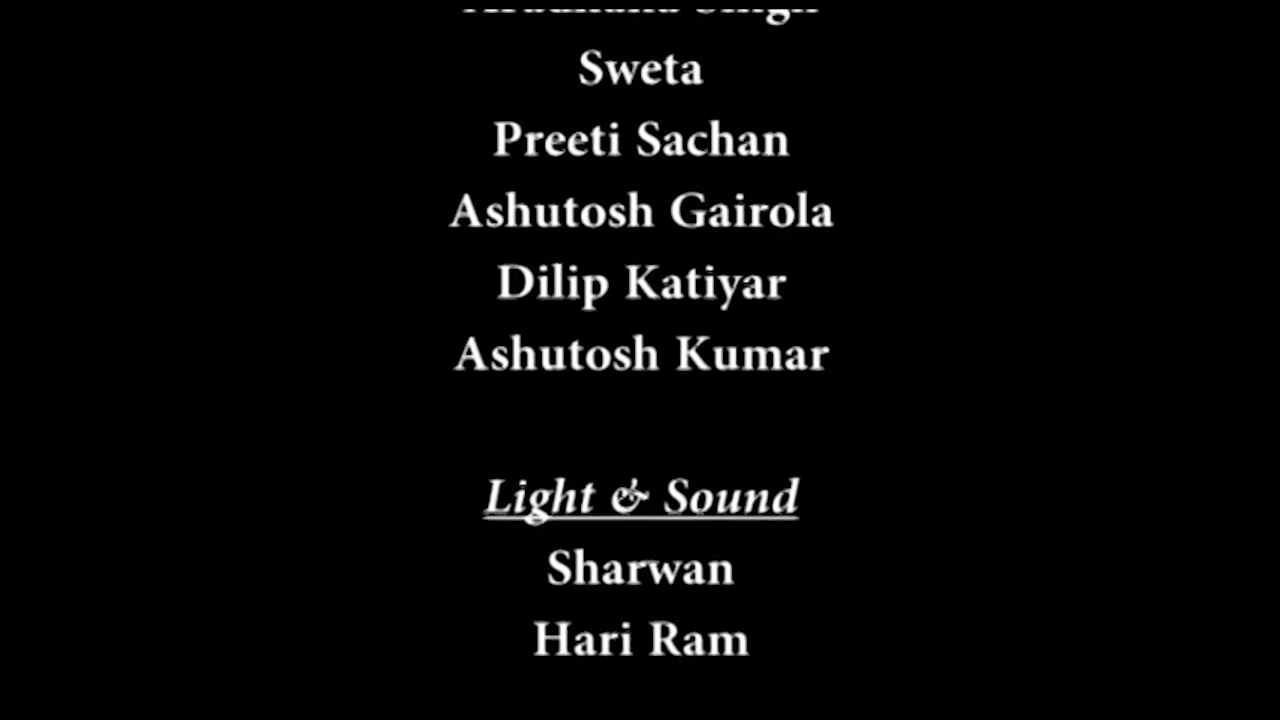 Sweta
Preeti Sachan
Ashutosh Gairola
Dilip Katiyar
Ashutosh Kumar
Light & Sound
Sharwan
Hari Ram